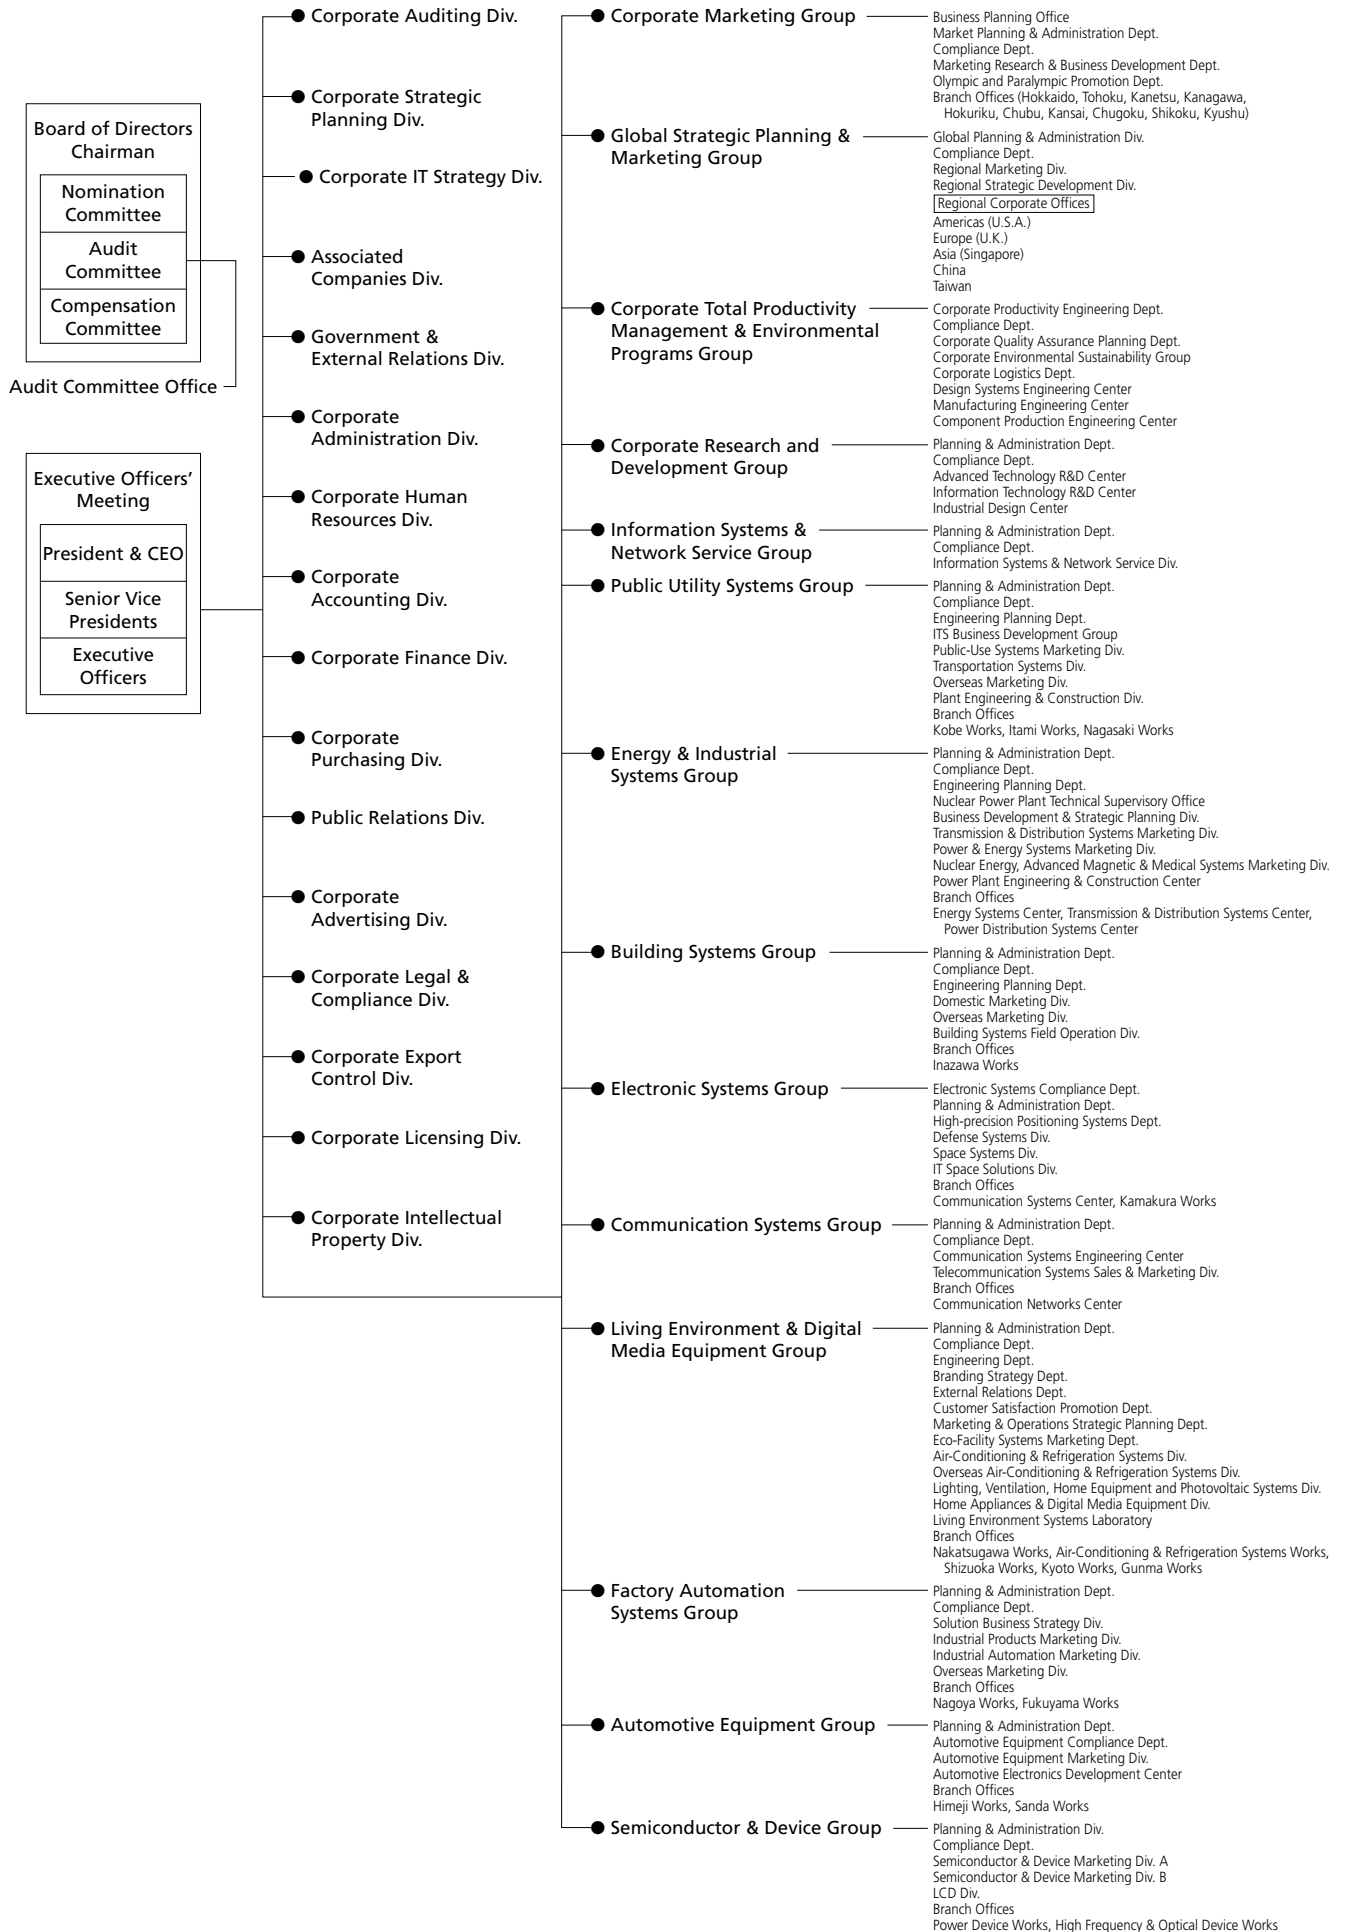 Board of Directors
Chairman
Nomination
Committee
Audit
Committee
Compensation
Committee
Audit Committee Office
Executive Officers’
Meeting
President & CEO
Senior Vice
Presidents
Executive
Officers
Corporate Auditing Div.
Corporate Strategic
Planning Div.
Corporate IT Strategy Div.
Associated
Companies Div.
Government &
External Relations Div.
Corporate
Administration Div.
Corporate Human
Resources Div.
Corporate
Accounting Div.
Corporate Finance Div.
Corporate
Purchasing Div.
Public Relations Div.
Corporate
Advertising Div.
Corporate Legal &
Compliance Div.
Corporate Export
Control Div.
Corporate Licensing Div.
Corporate Intellectual
Property Div.
Corporate Marketing Group
Business Planning Office
Market Planning & Administration Dept.
Compliance Dept.
Marketing Research & Business Development Dept.
Olympic and Paralympic Promotion Dept.
Branch Offices (Hokkaido, Tohoku, Kanetsu, Kanagawa,
Hokuriku, Chubu, Kansai, Chugoku, Shikoku, Kyushu)
Global Strategic Planning &
Marketing Group
Global Planning & Administration Div.
Compliance Dept.
Regional Marketing Div.
Regional Strategic Development Div.
Regional Corporate Offices
Americas (U.S.A.)
Europe (U.K.)
Asia (Singapore)
China
Taiwan
Corporate Total Productivity
Management & Environmental
Programs Group
Corporate Productivity Engineering Dept.
Compliance Dept.
Corporate Quality Assurance Planning Dept.
Corporate Environmental Sustainability Group
Corporate Logistics Dept.
Design Systems Engineering Center
Manufacturing Engineering Center
Component Production Engineering Center
Corporate Research and
Development Group
Planning & Administration Dept.
Compliance Dept.
Advanced Technology R&D Center
Information Technology R&D Center
Industrial Design Center
Information Systems &
Network Service Group
Planning & Administration Dept.
Compliance Dept.
Information Systems & Network Service Div.
Public Utility Systems Group
Planning & Administration Dept.
Compliance Dept.
Engineering Planning Dept.
ITS Business Development Group
Public-Use Systems Marketing Div.
Transportation Systems Div.
Overseas Marketing Div.
Plant Engineering & Construction Div.
Branch Offices
Kobe Works, Itami Works, Nagasaki Works
Energy & Industrial
Systems Group
Planning & Administration Dept.
Compliance Dept.
Engineering Planning Dept.
Nuclear Power Plant Technical Supervisory Office
Business Development & Strategic Planning Div.
Transmission & Distribution Systems Marketing Div.
Power & Energy Systems Marketing Div.
Nuclear Energy, Advanced Magnetic & Medical Systems Marketing Div.
Power Plant Engineering & Construction Center
Branch Offices
Energy Systems Center, Transmission & Distribution Systems Center,
Power Distribution Systems Center
Building Systems Group
Planning & Administration Dept.
Compliance Dept.
Engineering Planning Dept.
Domestic Marketing Div.
Overseas Marketing Div.
Building Systems Field Operation Div.
Branch Offices
Inazawa Works
Electronic Systems Group
Electronic Systems Compliance Dept.
Planning & Administration Dept.
High-precision Positioning Systems Dept.
Defense Systems Div.
Space Systems Div.
IT Space Solutions Div.
Branch Offices
Communication Systems Center, Kamakura Works
Communication Systems Group
Planning & Administration Dept.
Compliance Dept.
Communication Systems Engineering Center
Telecommunication Systems Sales & Marketing Div.
Branch Offices
Communication Networks Center
Living Environment & Digital
Media Equipment Group
Planning & Administration Dept.
Compliance Dept.
Engineering Dept.
Branding Strategy Dept.
External Relations Dept.
Customer Satisfaction Promotion Dept.
Marketing & Operations Strategic Planning Dept.
Eco-Facility Systems Marketing Dept.
Air-Conditioning & Refrigeration Systems Div.
Overseas Air-Conditioning & Refrigeration Systems Div.
Lighting, Ventilation, Home Equipment and Photovoltaic Systems Div.
Home Appliances & Digital Media Equipment Div.
Living Environment Systems Laboratory
Branch Offices
Nakatsugawa Works, Air-Conditioning & Refrigeration Systems Works,
Shizuoka Works, Kyoto Works, Gunma Works
Factory Automation
Systems Group
Planning & Administration Dept.
Compliance Dept.
Solution Business Strategy Div.
Industrial Products Marketing Div.
Industrial Automation Marketing Div.
Overseas Marketing Div.
Branch Offices
Nagoya Works, Fukuyama Works
Automotive Equipment Group
Planning & Administration Dept.
Automotive Equipment Compliance Dept.
Automotive Equipment Marketing Div.
Automotive Electronics Development Center
Branch Offices
Himeji Works, Sanda Works
Semiconductor & Device Group
Planning & Administration Div.
Compliance Dept.
Semiconductor & Device Marketing Div. A
Semiconductor & Device Marketing Div. B
LCD Div.
Branch Offices
Power Device Works, High Frequency & Optical Device Works